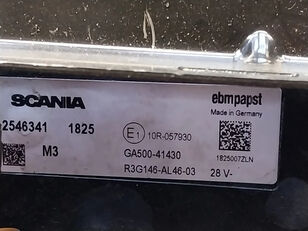 SCANIA
ebmpapst
Made in Germany
2546341 1825
E1 10R-057930
M3
GA500-41430
1825007ZLN
R3G146-AL46-03 28 V-